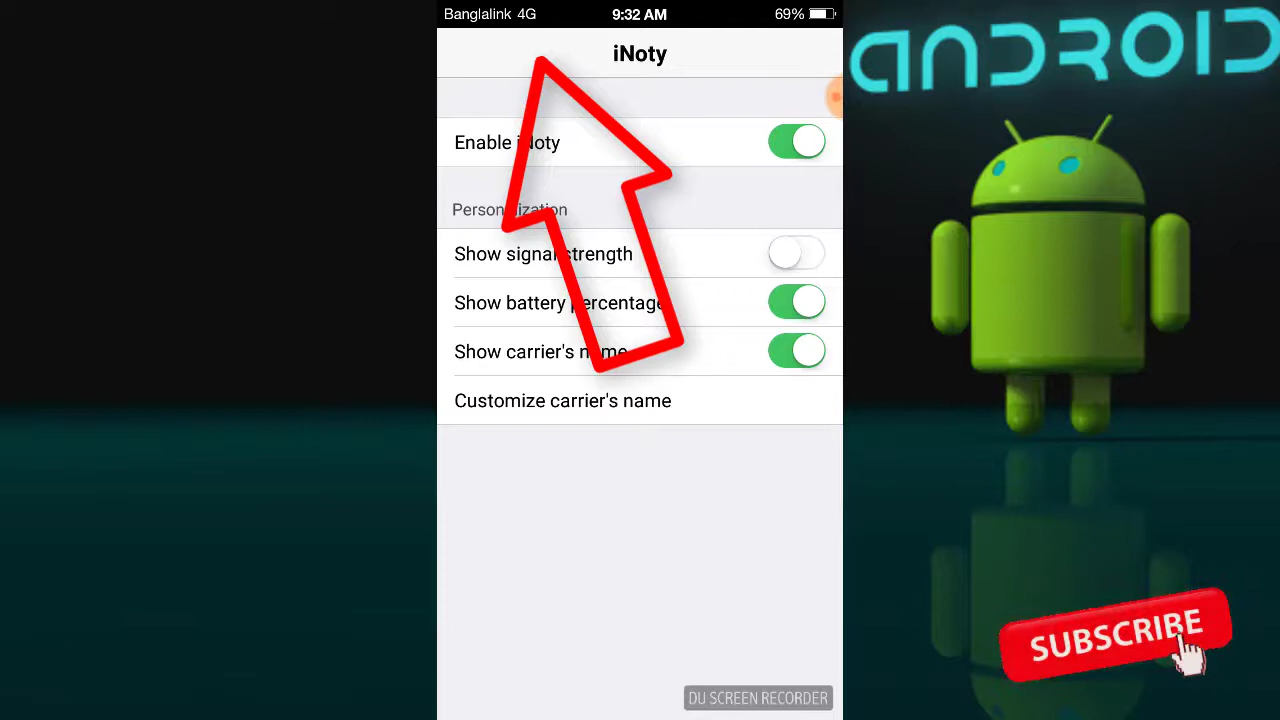 Banglalink 4G 9:32 AM 69%
iNoty
ANDROID
Enable iNoty
Personalization
Show signal strength
Show battery percentage
Show carrier's name
Customize carrier's name
SUBSCRIBE
DU SCREEN RECORDER